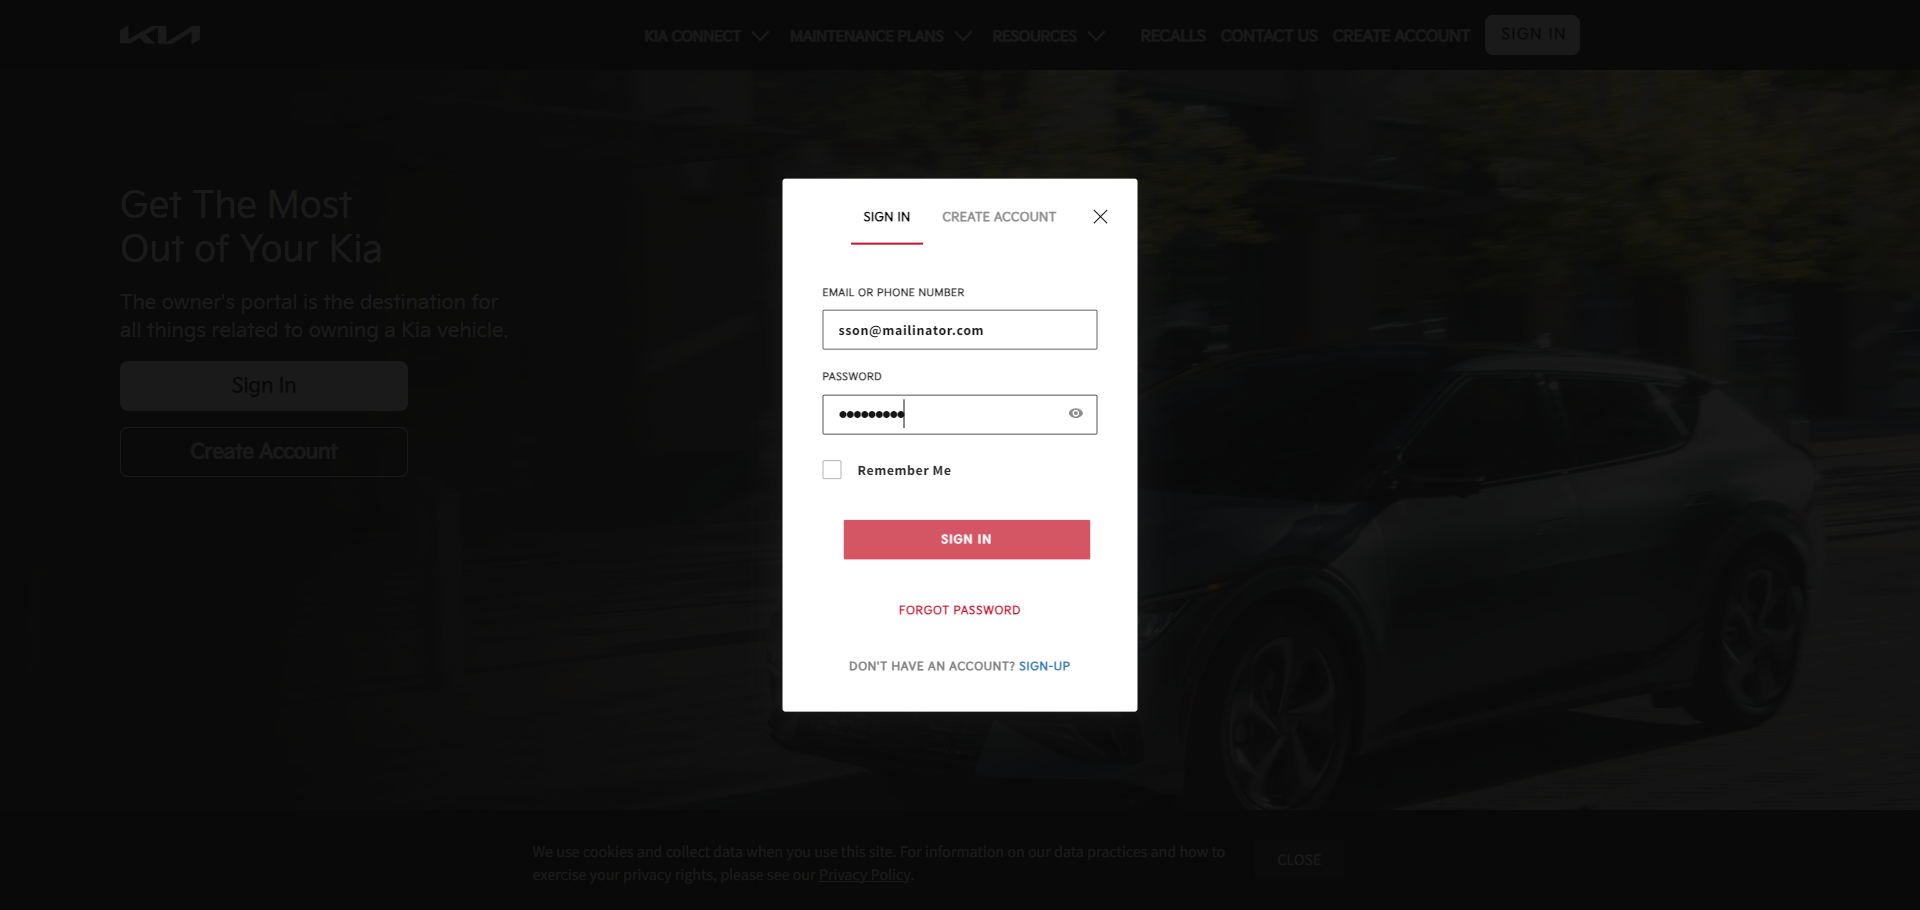 KIA
KIA CONNECT
MAINTENANCE PLANS
RESOURCES
RECALLS
CONTACT US
CREATE ACCOUNT
SIGN IN
Get The Most
Out of Your Kia
The owner's portal is the destination for
all things related to owning a Kia vehicle.
Sign In
Create Account
SIGN IN
CREATE ACCOUNT
EMAIL OR PHONE NUMBER
sson@mailinator.com
PASSWORD
•••••••••
Remember Me
SIGN IN
FORGOT PASSWORD
DON'T HAVE AN ACCOUNT? SIGN-UP
We use cookies and collect data when you use this site. For information on our data practices and how to
exercise your privacy rights, please see our Privacy Policy.
CLOSE